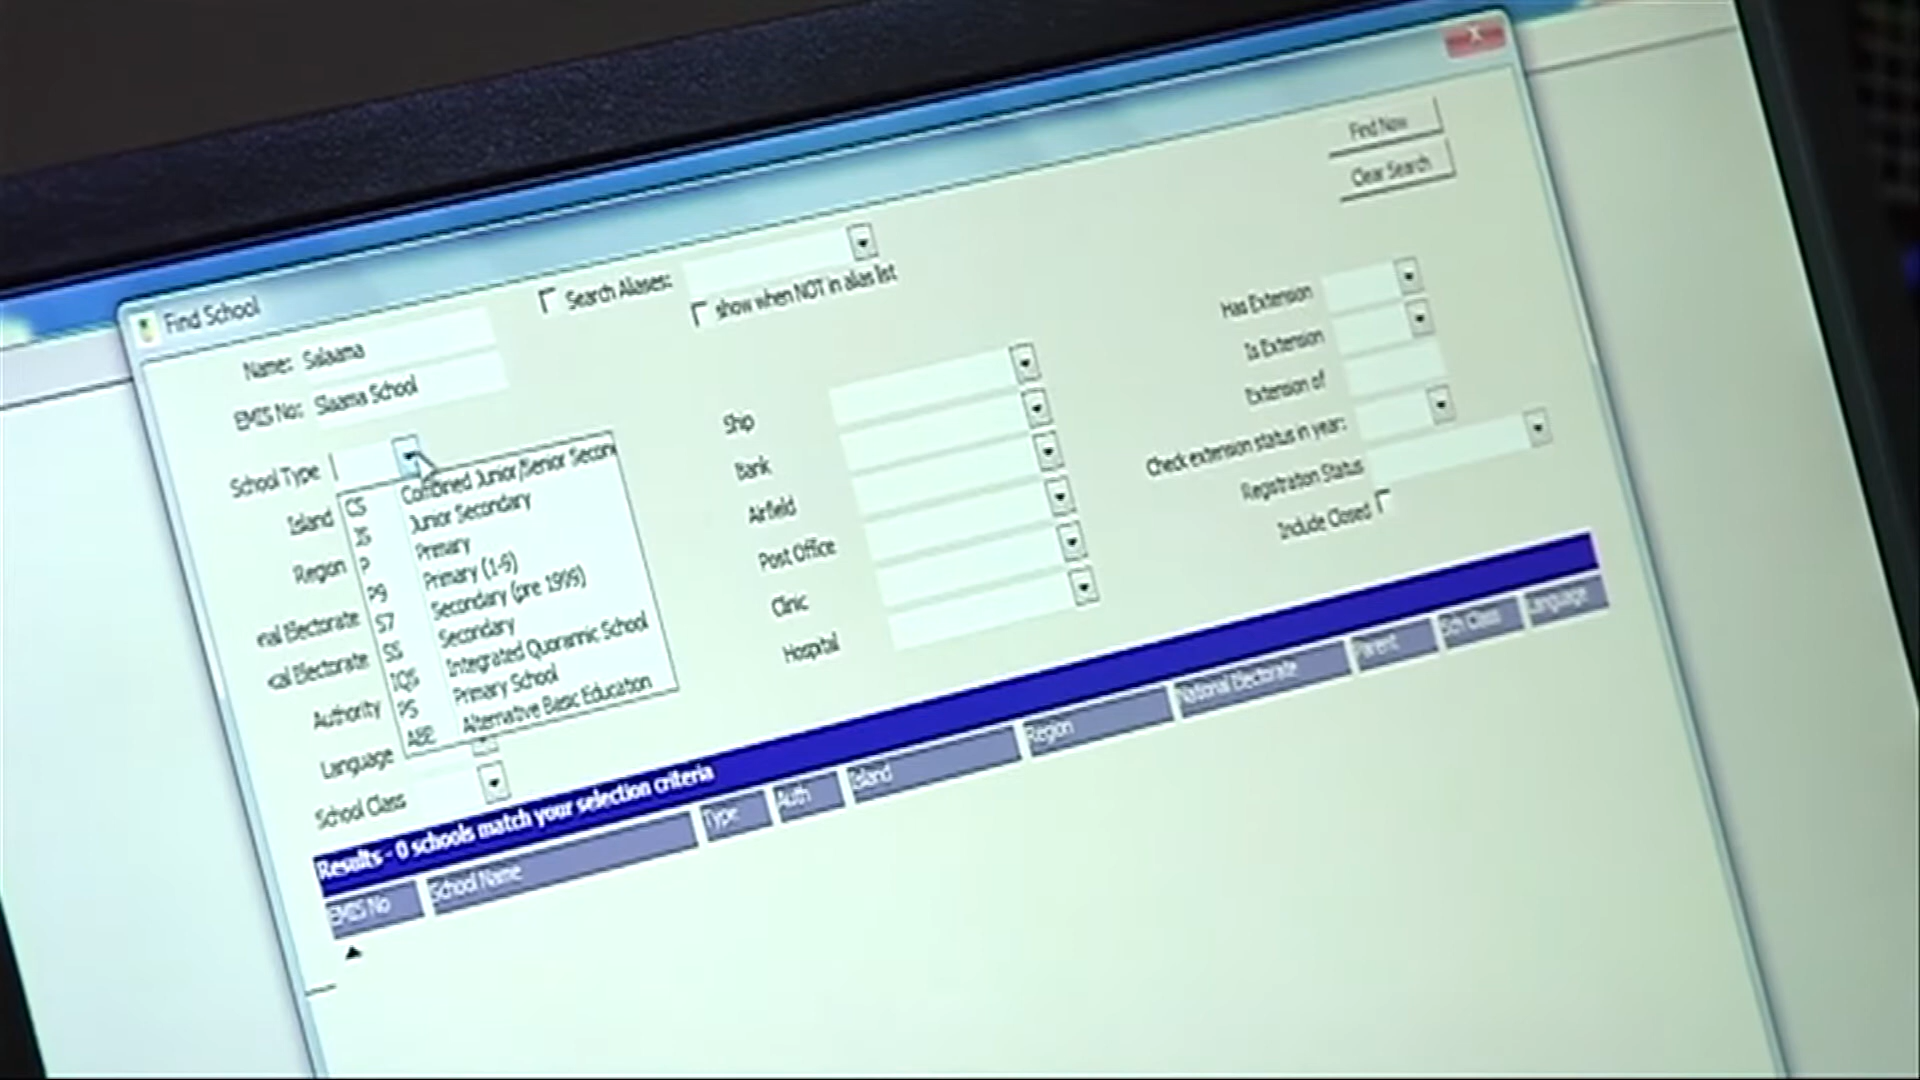 Find School
Find Now
Clear Search
Name: Salaama
Search Aliases:
show when NOT in alias list
EMIS No: Slaama School
School Type
CS Combined Junior/Senior Secon
JS Junior Secondary
P Primary
P9 Primary (1-9)
S7 Secondary (pre 1999)
SS Secondary
IQS Integrated Quorannic School
PS Primary School
ABE Alternative Basic Education
Island
Region
Electorate
Electorate
Authority
Language
School Class
Ship
Bank
Airfield
Post Office
Clinic
Hospital
Has Extension
Is Extension
Extension of
Check extension status in year:
Registration Status
Include Closed
Results - 0 schools match your selection criteria
EMIS No School Name Type Auth Island Region National Electorate Parent Sch Class Language